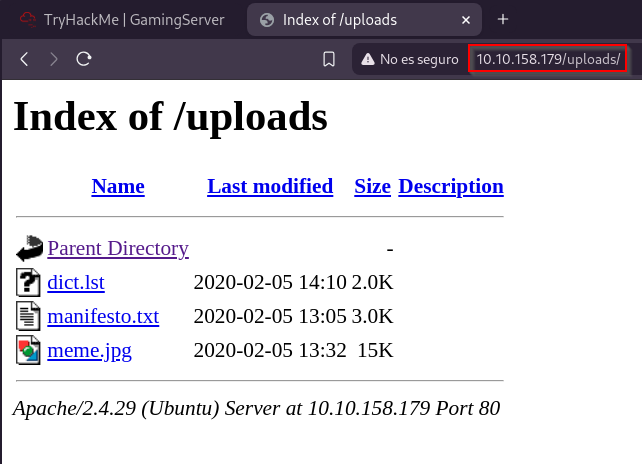 TryHackMe | GamingServer
Index of /uploads
No es seguro 10.10.158.179/uploads/
Index of /uploads
Name Last modified Size Description
Parent Directory -
dict.lst 2020-02-05 14:10 2.0K
manifesto.txt 2020-02-05 13:05 3.0K
meme.jpg 2020-02-05 13:32 15K
Apache/2.4.29 (Ubuntu) Server at 10.10.158.179 Port 80